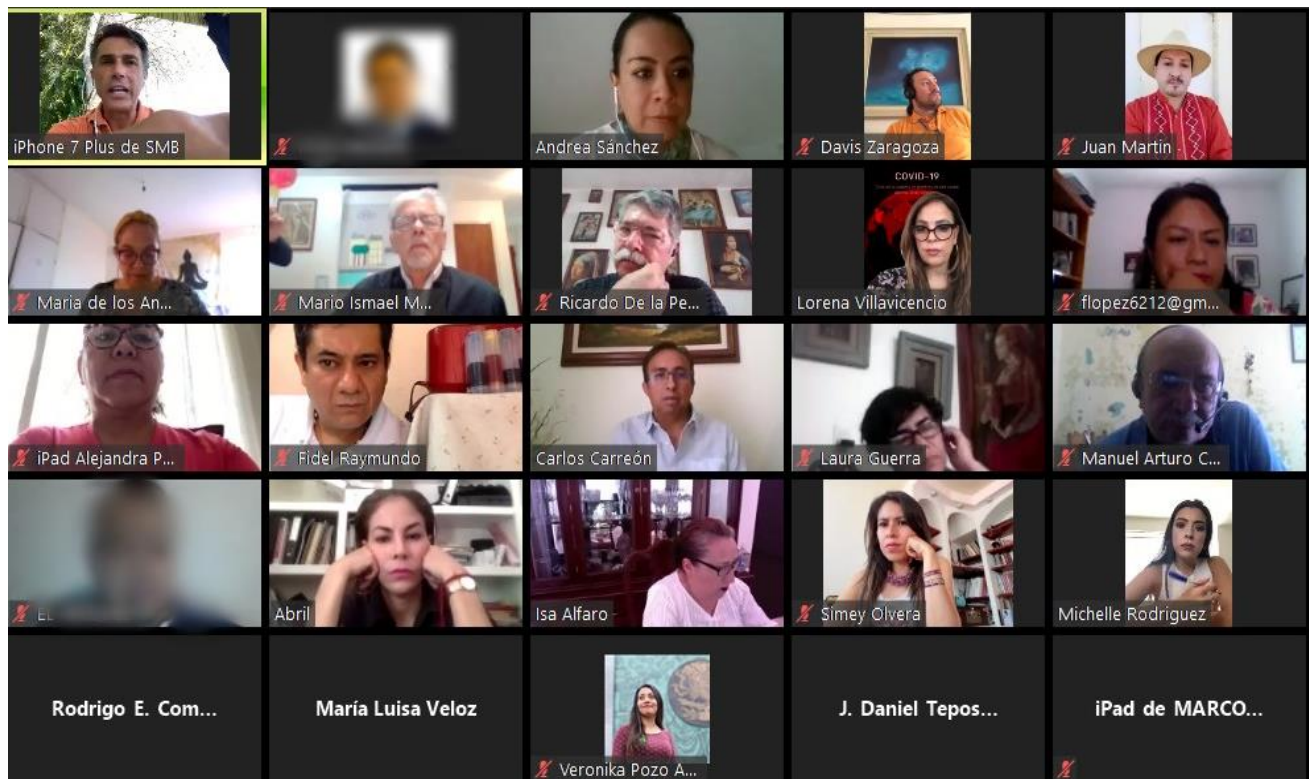 iPhone 7 Plus de SMB
Andrea Sánchez
Davis Zaragoza
Juan Martín
COVID-19
Maria de los An...
Mario Ismael M...
Ricardo De la Pe...
Lorena Villavicencio
flopez6212@gm...
iPad Alejandra P...
Fidel Raymundo
Carlos Carreón
Laura Guerra
Manuel Arturo C...
EL
Abril
Isa Alfaro
Simey Olvera
Michelle Rodriguez
Rodrigo E. Com...
María Luisa Veloz
Veronika Pozo A...
J. Daniel Tepos...
iPad de MARCO...